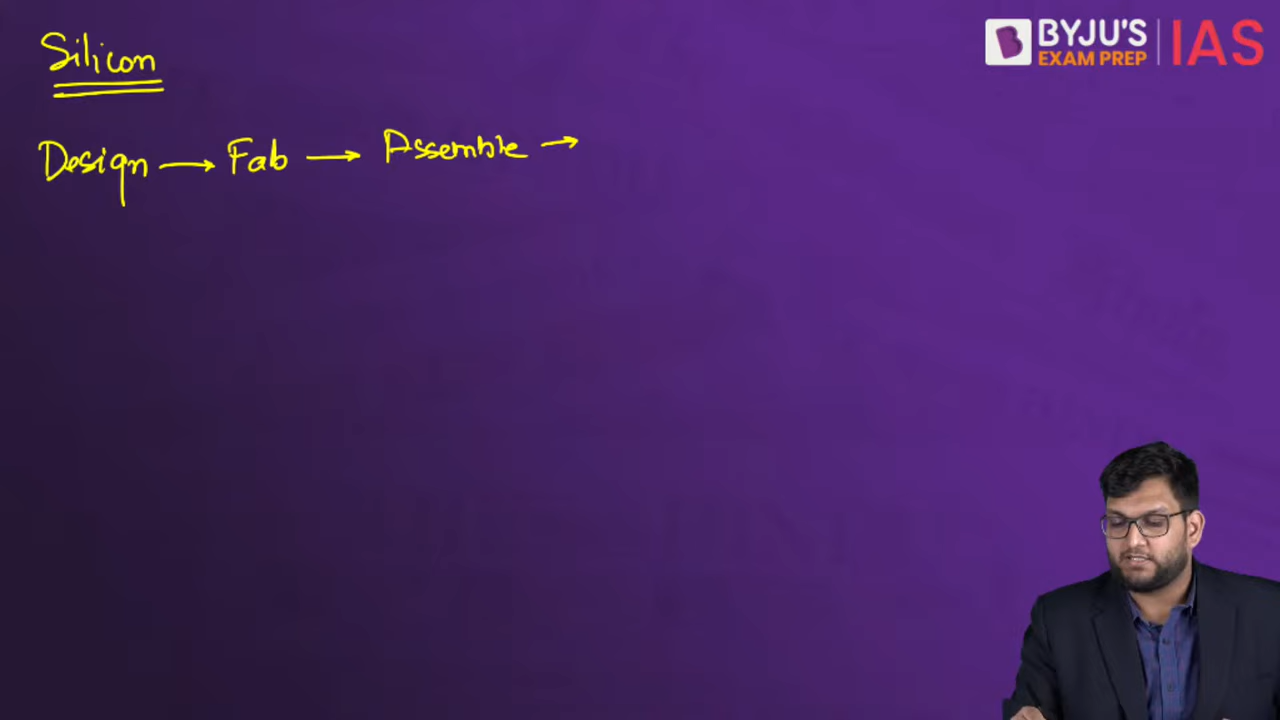 Silicon
Design → Fab → Assemble →
BYJU'S
EXAM PREP
IAS